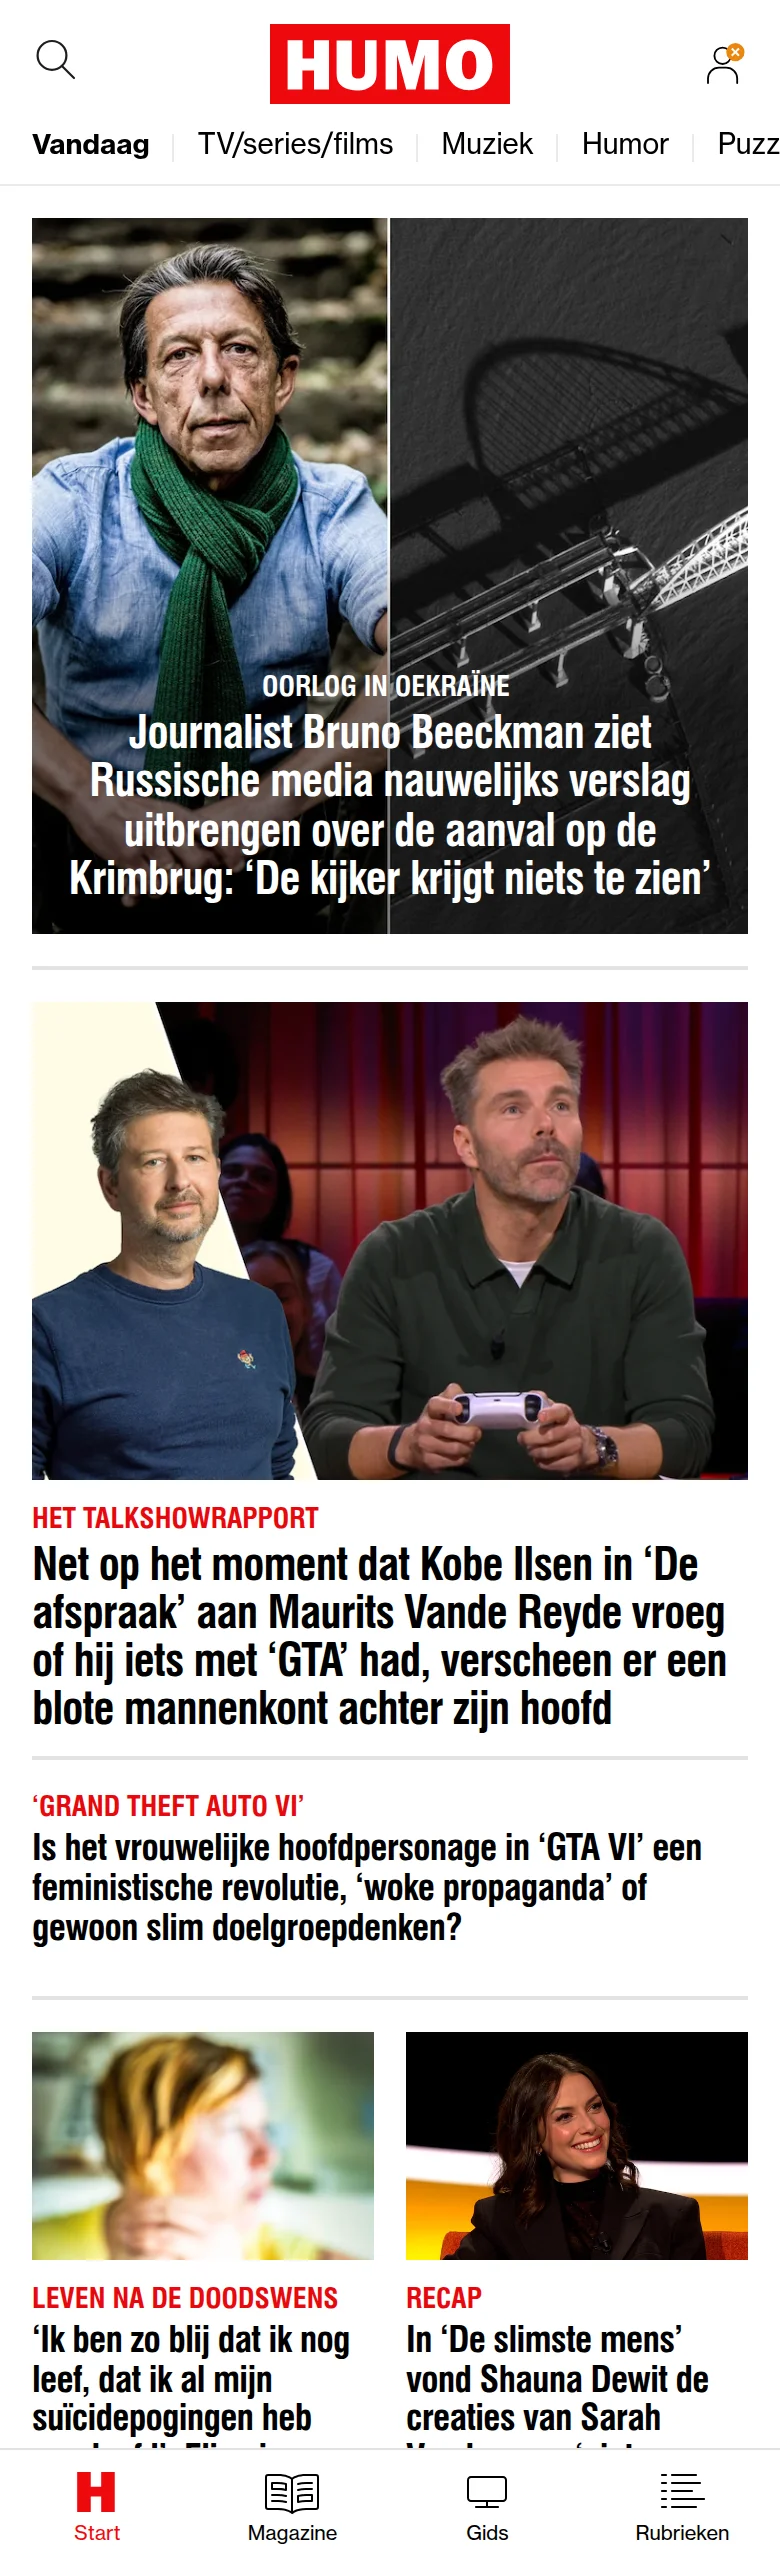 HUMO
Vandaag
TV/series/films
Muziek
Humor
Puzz
OORLOG IN OEKRAÏNE
Journalist Bruno Beeckman ziet
Russische media nauwelijks verslag
uitbrengen over de aanval op de
Krimbrug: ‘De kijker krijgt niets te zien’
HET TALKSHOWRAPPORT
Net op het moment dat Kobe Ilsen in ‘De
afspraak’ aan Maurits Vande Reyde vroeg
of hij iets met ‘GTA’ had, verscheen er een
blote mannenkont achter zijn hoofd
‘GRAND THEFT AUTO VI’
Is het vrouwelijke hoofdpersonage in ‘GTA VI’ een
feministische revolutie, ‘woke propaganda’ of
gewoon slim doelgroepdenken?
LEVEN NA DE DOODSWENS
‘Ik ben zo blij dat ik nog
leef, dat ik al mijn
suïcidepogingen heb
RECAP
In ‘De slimste mens’
vond Shauna Dewit de
creaties van Sarah
Start
Magazine
Gids
Rubrieken